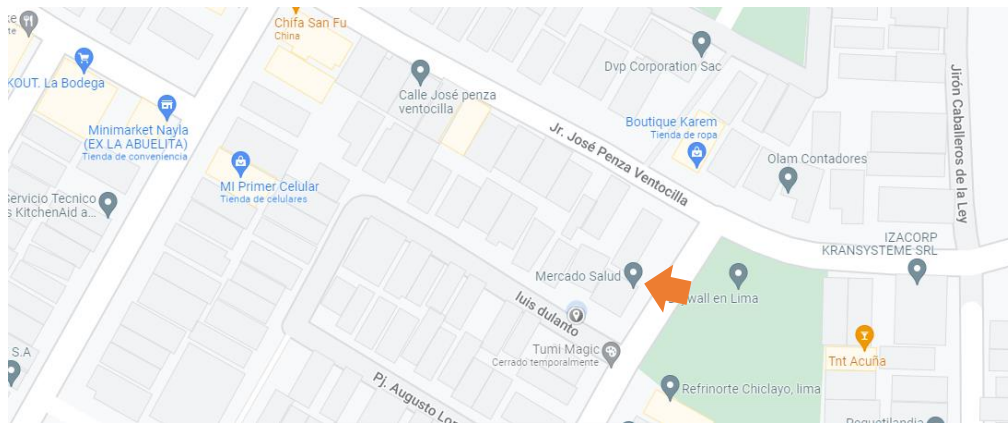 Chifa San Fu
China
KOUT. La Bodega
Calle José penza
ventocilla
Dvp Corporation Sac
Minimarket Nayla
(EX LA ABUELITA)
Tienda de conveniencia
Jr. José Penza Ventocilla
Boutique Karem
Tienda de ropa
Olam Contadores
Jirón Caballeros de la Ley
MI Primer Celular
Tienda de celulares
Servicio Tecnico
s KitchenAid a...
IZACORP
KRANSYSTEME SRL
Mercado Salud
wall en Lima
luis dulanto
Tumi Magic
Cerrado temporalmente
Tnt Acuña
S.A
Pj. Augusto Lo
Refrinorte Chiclayo, lima